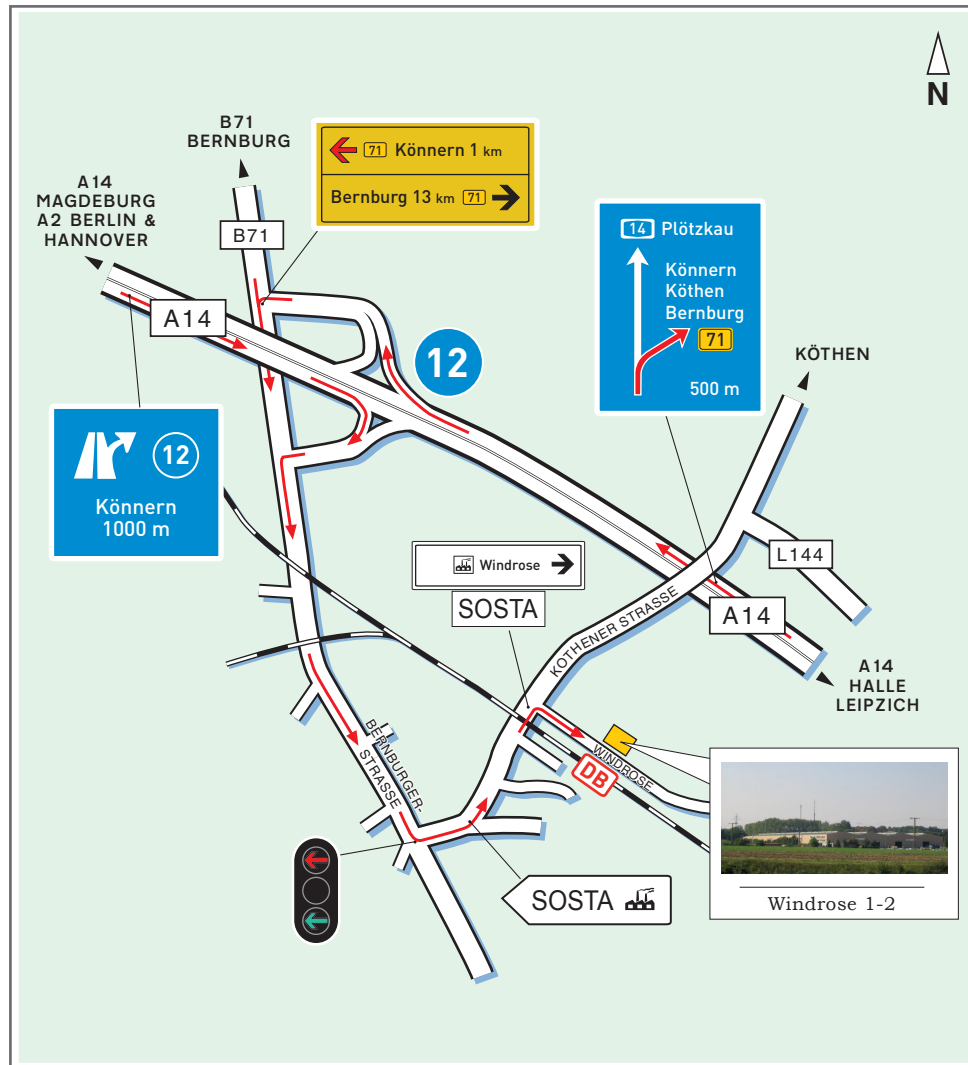 N
B71
BERNBURG
71 Könnern 1 km
Bernburg 13 km 71
A14
MAGDEBURG
A2 BERLIN &
HANNOVER
B71
14 Plötzkau
Könnern
Köthen
Bernburg
71
500 m
A14
12
KÖTHEN
12
Könnern
1000 m
Windrose
SOSTA
L144
KÖTHENER STRASSE
A14
A14
HALLE
LEIPZICH
BERNBURGER-
STRASSE
WINDROSE
DB
SOSTA
Windrose 1-2